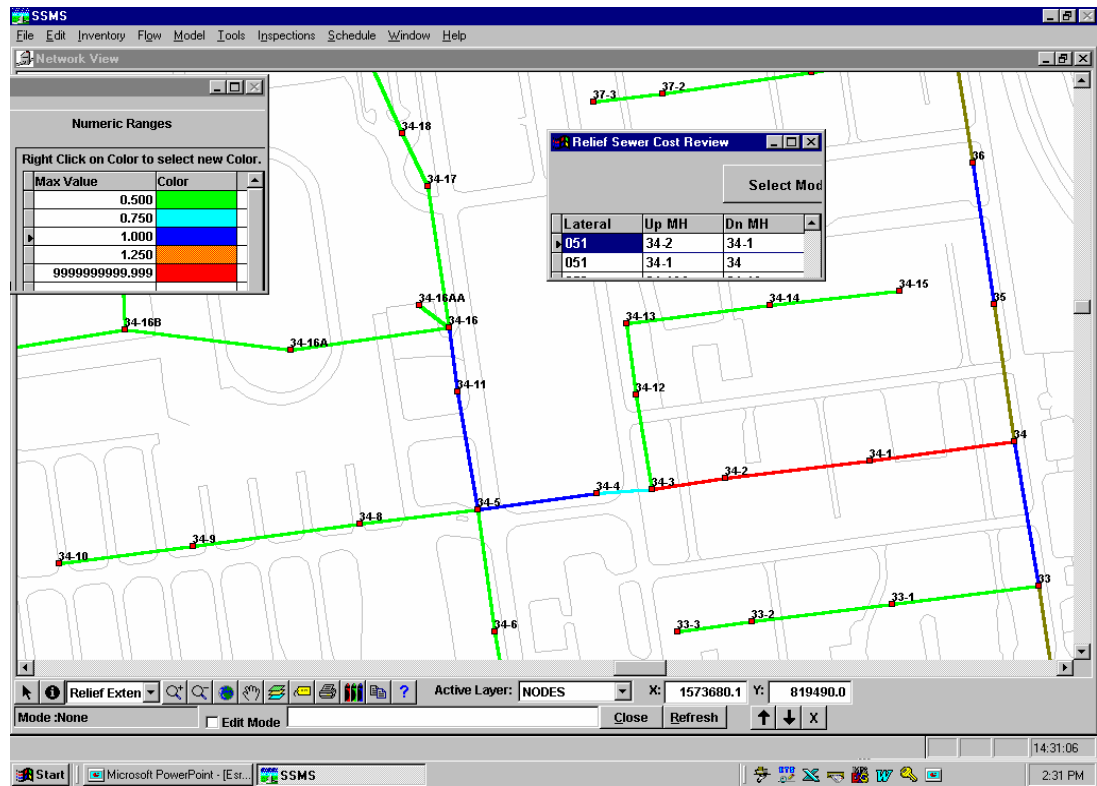 SSMS
File Edit Inventory Flow Model Tools Inspections Schedule Window Help
Network View
Numeric Ranges
Right Click on Color to select new Color.
Max Value Color
0.500
0.750
1.000
1.250
9999999999.999
Relief Sewer Cost Review
Select Mod
Lateral Up MH Dn MH
051 34-2 34-1
051 34-1 34
37-3
37-2
34-18
34-17
36
34-16AA
34-15
34-14
35
34-16B
34-16
34-13
34-16A
34-11
34-12
34
34-1
34-2
34-3
34-4
34-5
34-8
34-9
34-10
33
33-1
33-2
33-3
34-6
Relief Exten
Active Layer: NODES X: 1573680.1 Y: 819490.0
Mode :None Edit Mode Close Refresh X
14:31:06
Start Microsoft PowerPoint - [Esr... SSMS 2:31 PM